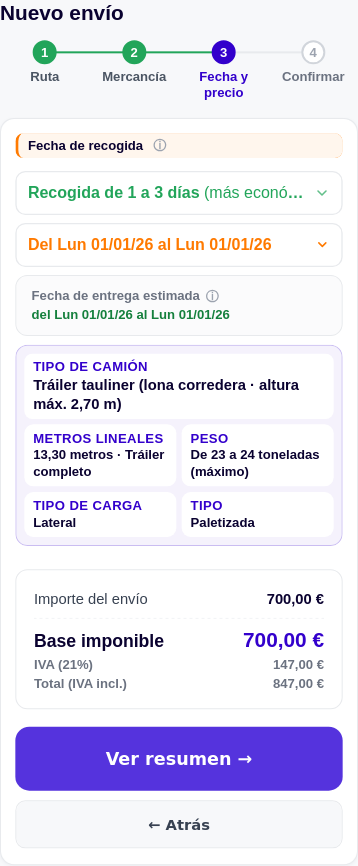 Nuevo envío
1 2 3 4
Ruta Mercancía Fecha y precio Confirmar
Fecha de recogida ⓘ
Recogida de 1 a 3 días (más econó...
Del Lun 01/01/26 al Lun 01/01/26
Fecha de entrega estimada ⓘ
del Lun 01/01/26 al Lun 01/01/26
TIPO DE CAMIÓN
Tráiler tauliner (lona corredera · altura
máx. 2,70 m)
METROS LINEALES
13,30 metros · Tráiler
completo
PESO
De 23 a 24 toneladas
(máximo)
TIPO DE CARGA
Lateral
TIPO
Paletizada
Importe del envío 700,00 €
Base imponible 700,00 €
IVA (21%) 147,00 €
Total (IVA incl.) 847,00 €
Ver resumen →
← Atrás